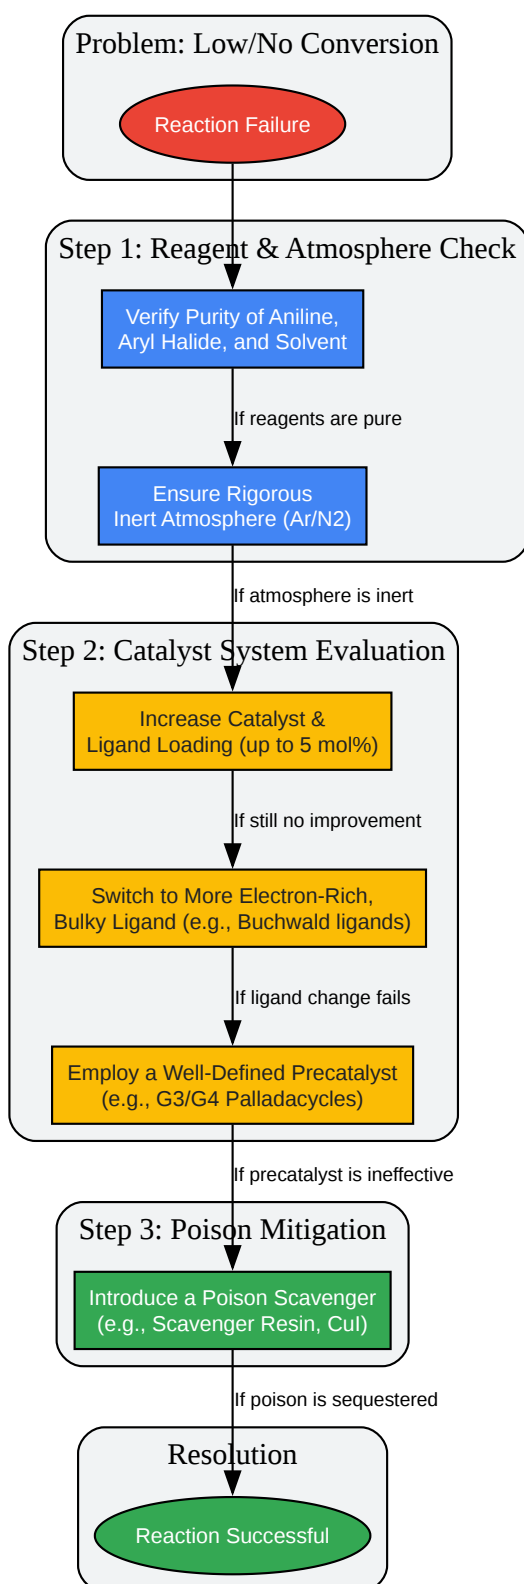 Problem: Low/No Conversion
Reaction Failure
Step 1: Reagent & Atmosphere Check
Verify Purity of Aniline,
Aryl Halide, and Solvent
If reagents are pure
Ensure Rigorous
Inert Atmosphere (Ar/N2)
If atmosphere is inert
Step 2: Catalyst System Evaluation
Increase Catalyst &
Ligand Loading (up to 5 mol%)
If still no improvement
Switch to More Electron-Rich,
Bulky Ligand (e.g., Buchwald ligands)
If ligand change fails
Employ a Well-Defined Precatalyst
(e.g., G3/G4 Palladacycles)
If precatalyst is ineffective
Step 3: Poison Mitigation
Introduce a Poison Scavenger
(e.g., Scavenger Resin, CuI)
If poison is sequestered
Resolution
Reaction Successful